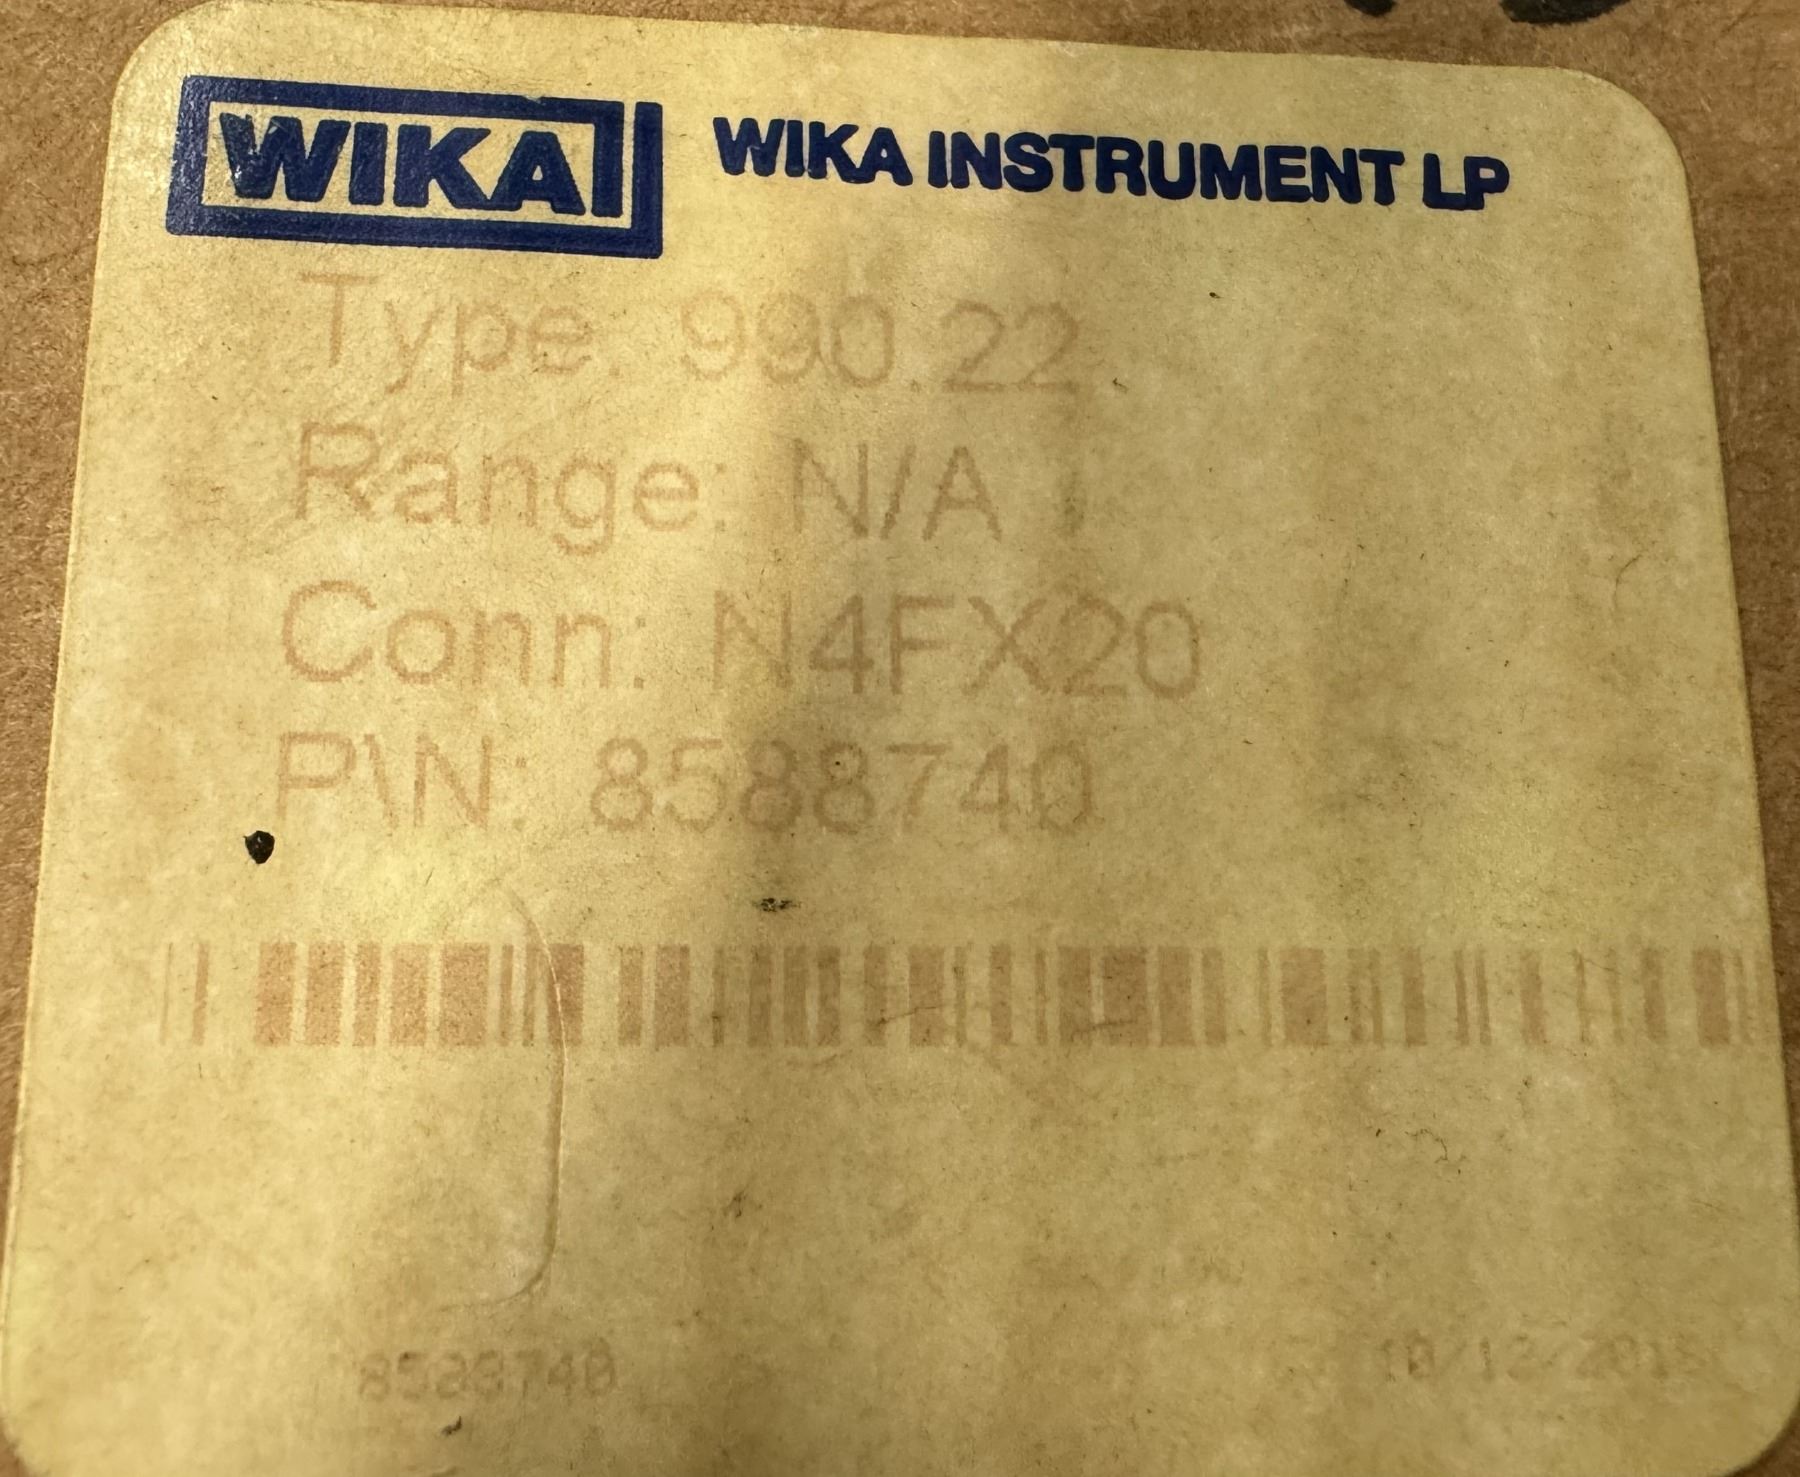 WIKA WIKA INSTRUMENT LP
Type: 990.22
Range: N/A
Conn: N4FX20
P\N: 8588740
8588740